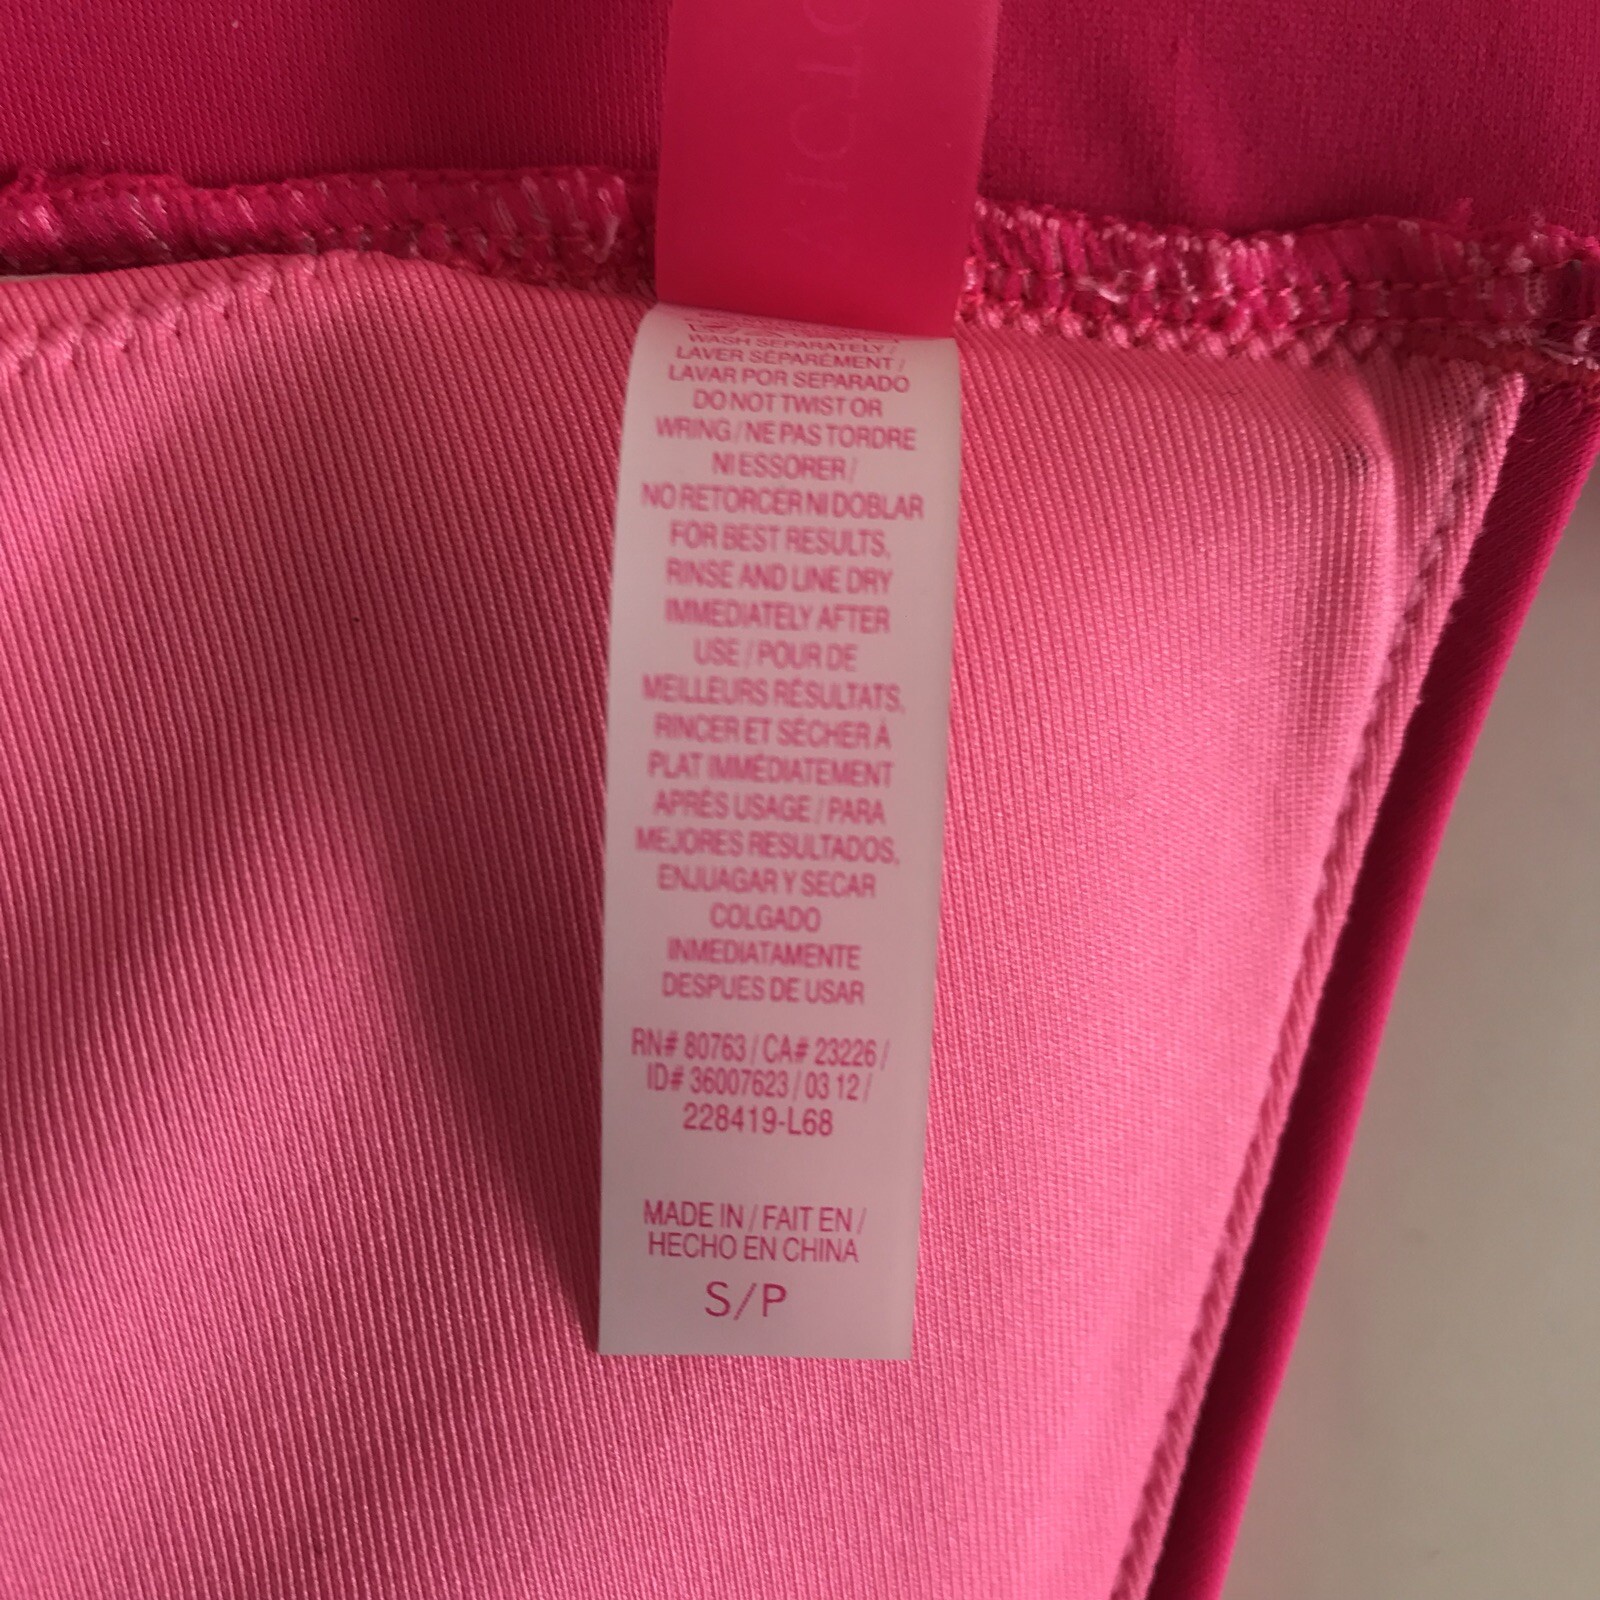 WASH SEPARATELY /
LAVER SÉPARÉMENT /
LAVAR POR SEPARADO
DO NOT TWIST OR
WRING / NE PAS TORDRE
NI ESSORER /
NO RETORCER NI DOBLAR
FOR BEST RESULTS,
RINSE AND LINE DRY
IMMEDIATELY AFTER
USE / POUR DE
MEILLEURS RÉSULTATS,
RINCER ET SÉCHER À
PLAT IMMÉDIATEMENT
APRÈS USAGE / PARA
MEJORES RESULTADOS,
ENJUAGAR Y SECAR
COLGADO
INMEDIATAMENTE
DESPUES DE USAR
RN# 80763 / CA# 23226 /
ID# 36007623 / 03 12 /
228419-L68
MADE IN / FAIT EN /
HECHO EN CHINA
S/P